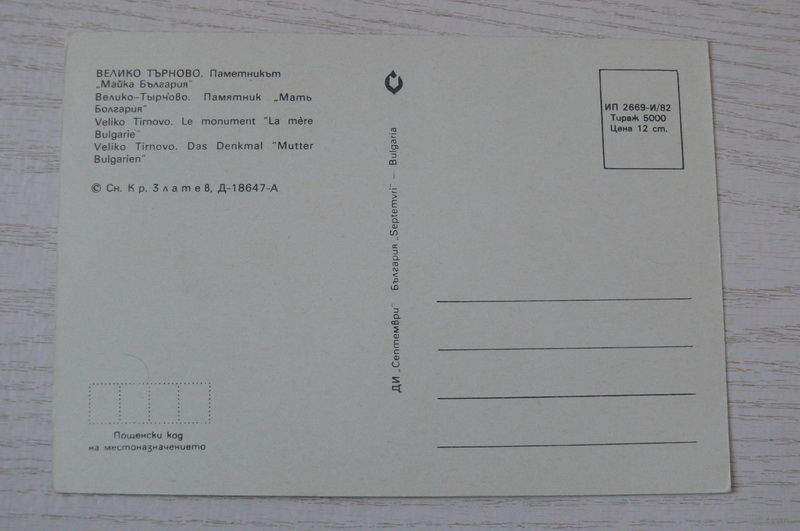 ВЕЛИКО ТЪРНОВО. Паметникът
„Майка България"
Велико-Тырново. Памятник „Мать
Болгария"
Veliko Tirnovo. Le monument "La mère
Bulgarie"
Veliko Tirnovo. Das Denkmal "Mutter
Bulgarien"
© Сн. Кр. Златев, Д-18647-А
Пощенски код
на местоназначението
ДИ „Септември" България „Septemvri" — Bulgaria
ИП 2669-И/82
Тираж 5000
Цена 12 ст.